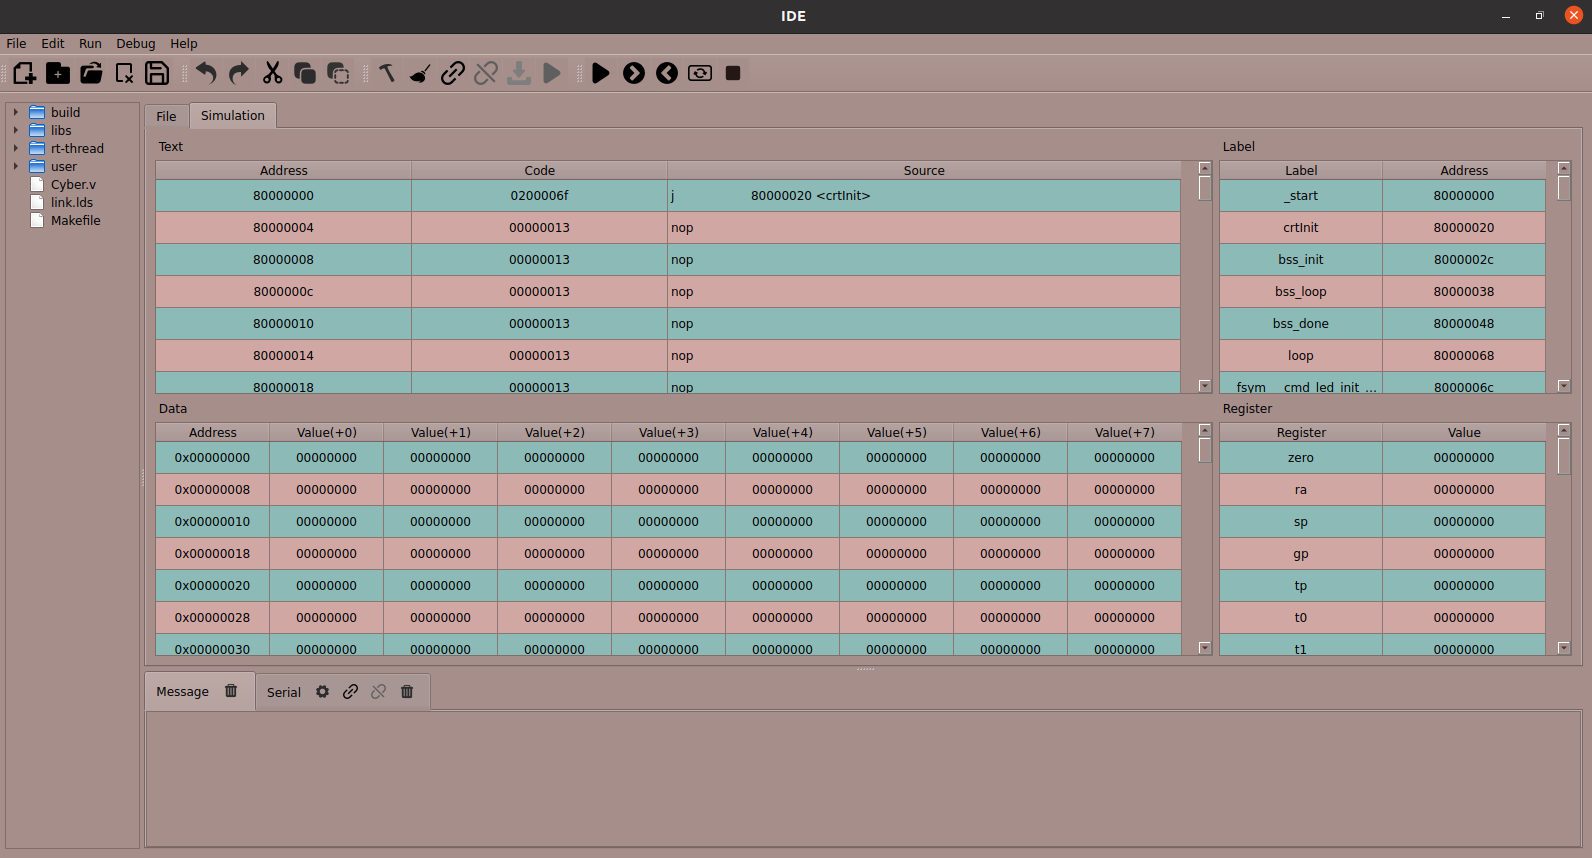 IDE
File Edit Run Debug Help
build
libs
rt-thread
user
Cyber.v
link.lds
Makefile
File Simulation
Text
Address Code Source
80000000 0200006f j 80000020 <crtInit>
80000004 00000013 nop
80000008 00000013 nop
8000000c 00000013 nop
80000010 00000013 nop
80000014 00000013 nop
80000018 00000013 nop
Label
Label Address
_start 80000000
crtInit 80000020
bss_init 8000002c
bss_loop 80000038
bss_done 80000048
loop 80000068
fsym__cmd_led_init ... 8000006c
Data
Address Value(+0) Value(+1) Value(+2) Value(+3) Value(+4) Value(+5) Value(+6) Value(+7)
0x00000000 00000000 00000000 00000000 00000000 00000000 00000000 00000000 00000000
0x00000008 00000000 00000000 00000000 00000000 00000000 00000000 00000000 00000000
0x00000010 00000000 00000000 00000000 00000000 00000000 00000000 00000000 00000000
0x00000018 00000000 00000000 00000000 00000000 00000000 00000000 00000000 00000000
0x00000020 00000000 00000000 00000000 00000000 00000000 00000000 00000000 00000000
0x00000028 00000000 00000000 00000000 00000000 00000000 00000000 00000000 00000000
0x00000030 00000000 00000000 00000000 00000000 00000000 00000000 00000000 00000000
Register
Register Value
zero 00000000
ra 00000000
sp 00000000
gp 00000000
tp 00000000
t0 00000000
t1 00000000
Message Serial